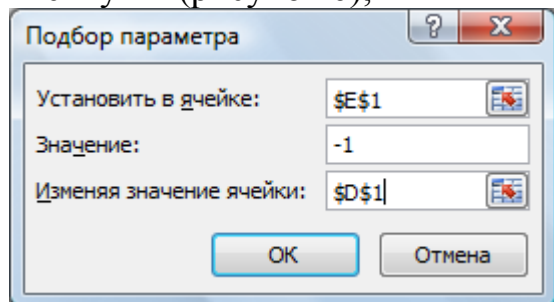 Подбор параметра
Установить в ячейке: $E$1
Значение: -1
Изменяя значение ячейки: $D$1
ОК Отмена